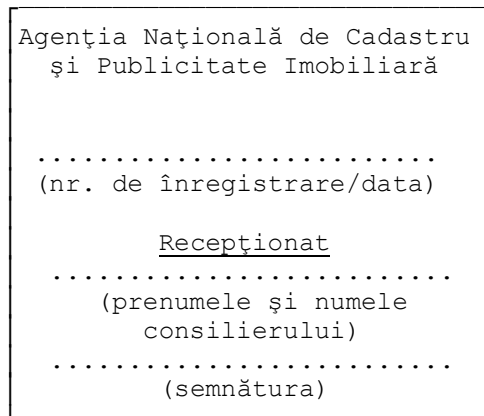 Agenţia Naţională de Cadastru
şi Publicitate Imobiliară
..........................
(nr. de înregistrare/data)
Recepţionat
..........................
(prenumele şi numele
consilierului)
..........................
(semnătura)